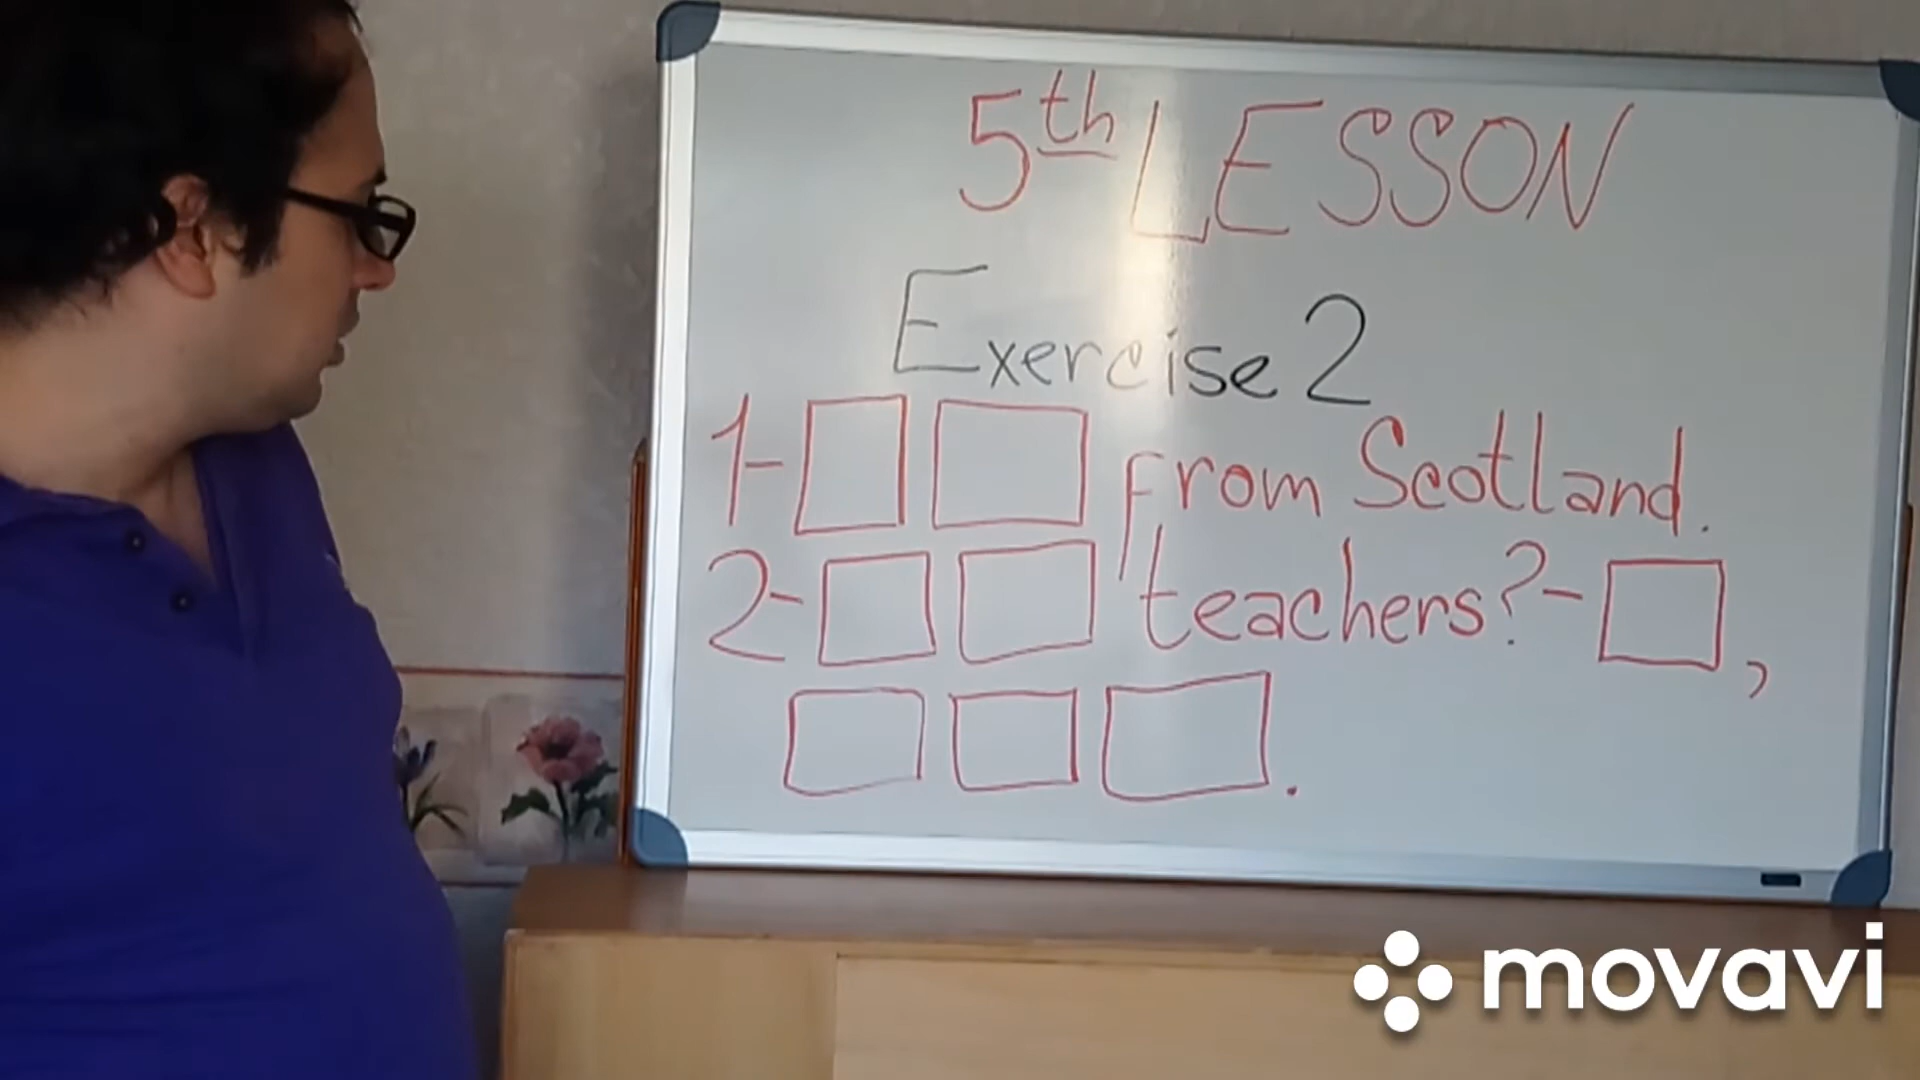 5th LESSON
Exercise 2
1- from Scotland.
2- teachers? - ,
.
movavi